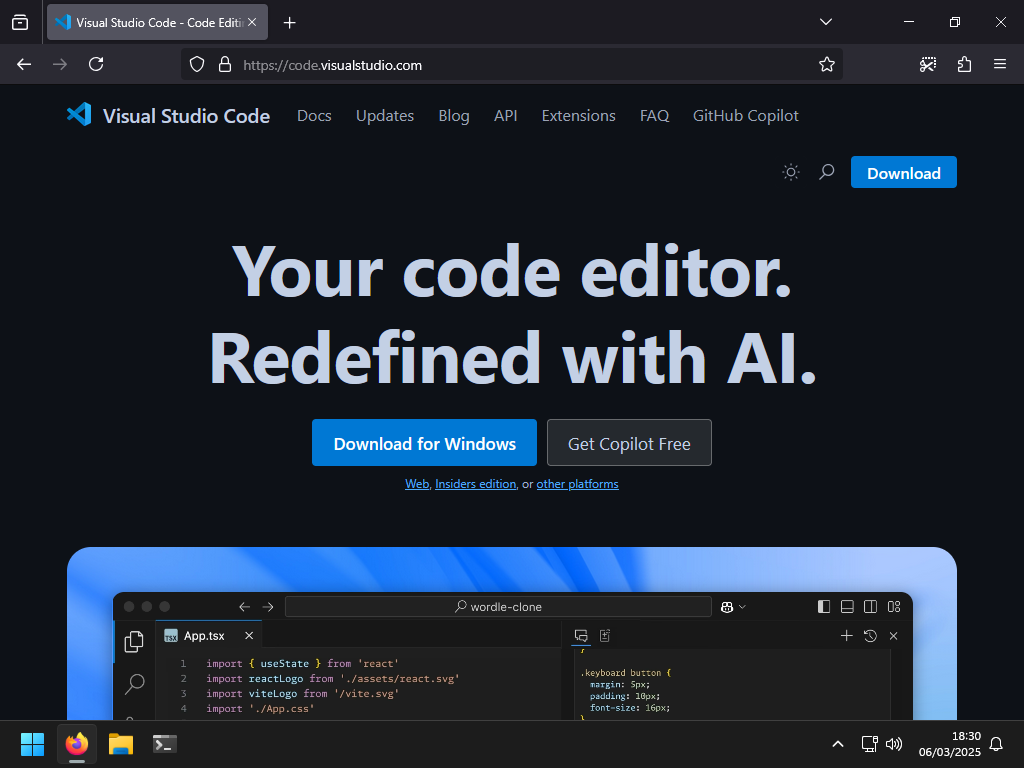 Visual Studio Code - Code Editi
https://code.visualstudio.com
Visual Studio Code
Docs
Updates
Blog
API
Extensions
FAQ
GitHub Copilot
Download
Your code editor.
Redefined with AI.
Download for Windows
Get Copilot Free
Web, Insiders edition, or other platforms
wordle-clone
TSX App.tsx
1 import { useState } from 'react'
2 import reactLogo from './assets/react.svg'
3 import viteLogo from '/vite.svg'
4 import './App.css'
}
.keyboard button {
margin: 5px;
padding: 10px;
font-size: 16px;
}
18:30
06/03/2025